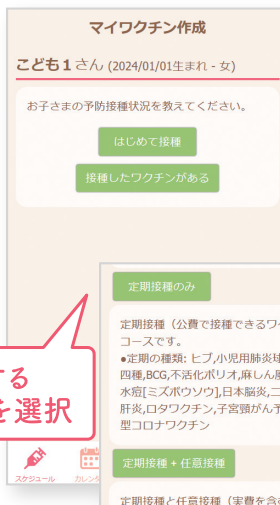 マイワクチン作成
こども1さん (2024/01/01生まれ - 女)
お子さまの予防接種状況を教えてください。
はじめて接種
接種したワクチンがある
定期接種のみ
定期接種（公費で接種できるワ
コースです。
●定期の種類: ヒブ,小児用肺炎球
四種,BCG,不活化ポリオ,麻しん風
水痘[ミズボウソウ],日本脳炎,二
肝炎,ロタワクチン,子宮頸がん予
型コロナワクチン
する
を選択
定期接種 + 任意接種
定期接種と任意接種（実費を含む
スケジュール
カレンダ